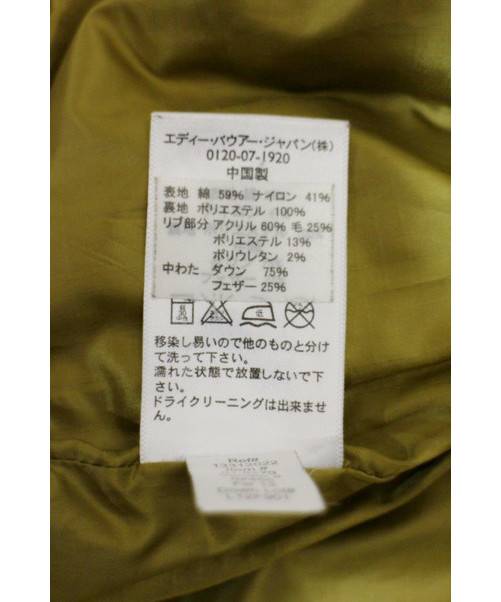 エディー・バウアー・ジャパン(株)
0120-07-1920
中国製
表地 綿 59% ナイロン 41%
裏地 ポリエステル 100%
リブ部分 アクリル 60% 毛 25%
ポリエステル 13%
ポリウレタン 2%
中わた ダウン 75%
フェザー 25%
低
移染し易いので他のものと分け
て洗って下さい。
濡れた状態で放置しないで下
さい。
ドライクリーニングは出来ませ
ん。
Ref#
13312022